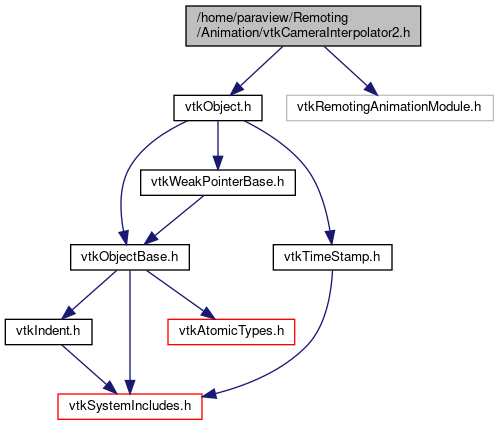 /home/paraview/Remoting
/Animation/vtkCameraInterpolator2.h
vtkObject.h
vtkRemotingAnimationModule.h
vtkWeakPointerBase.h
vtkObjectBase.h
vtkTimeStamp.h
vtkIndent.h
vtkAtomicTypes.h
vtkSystemIncludes.h